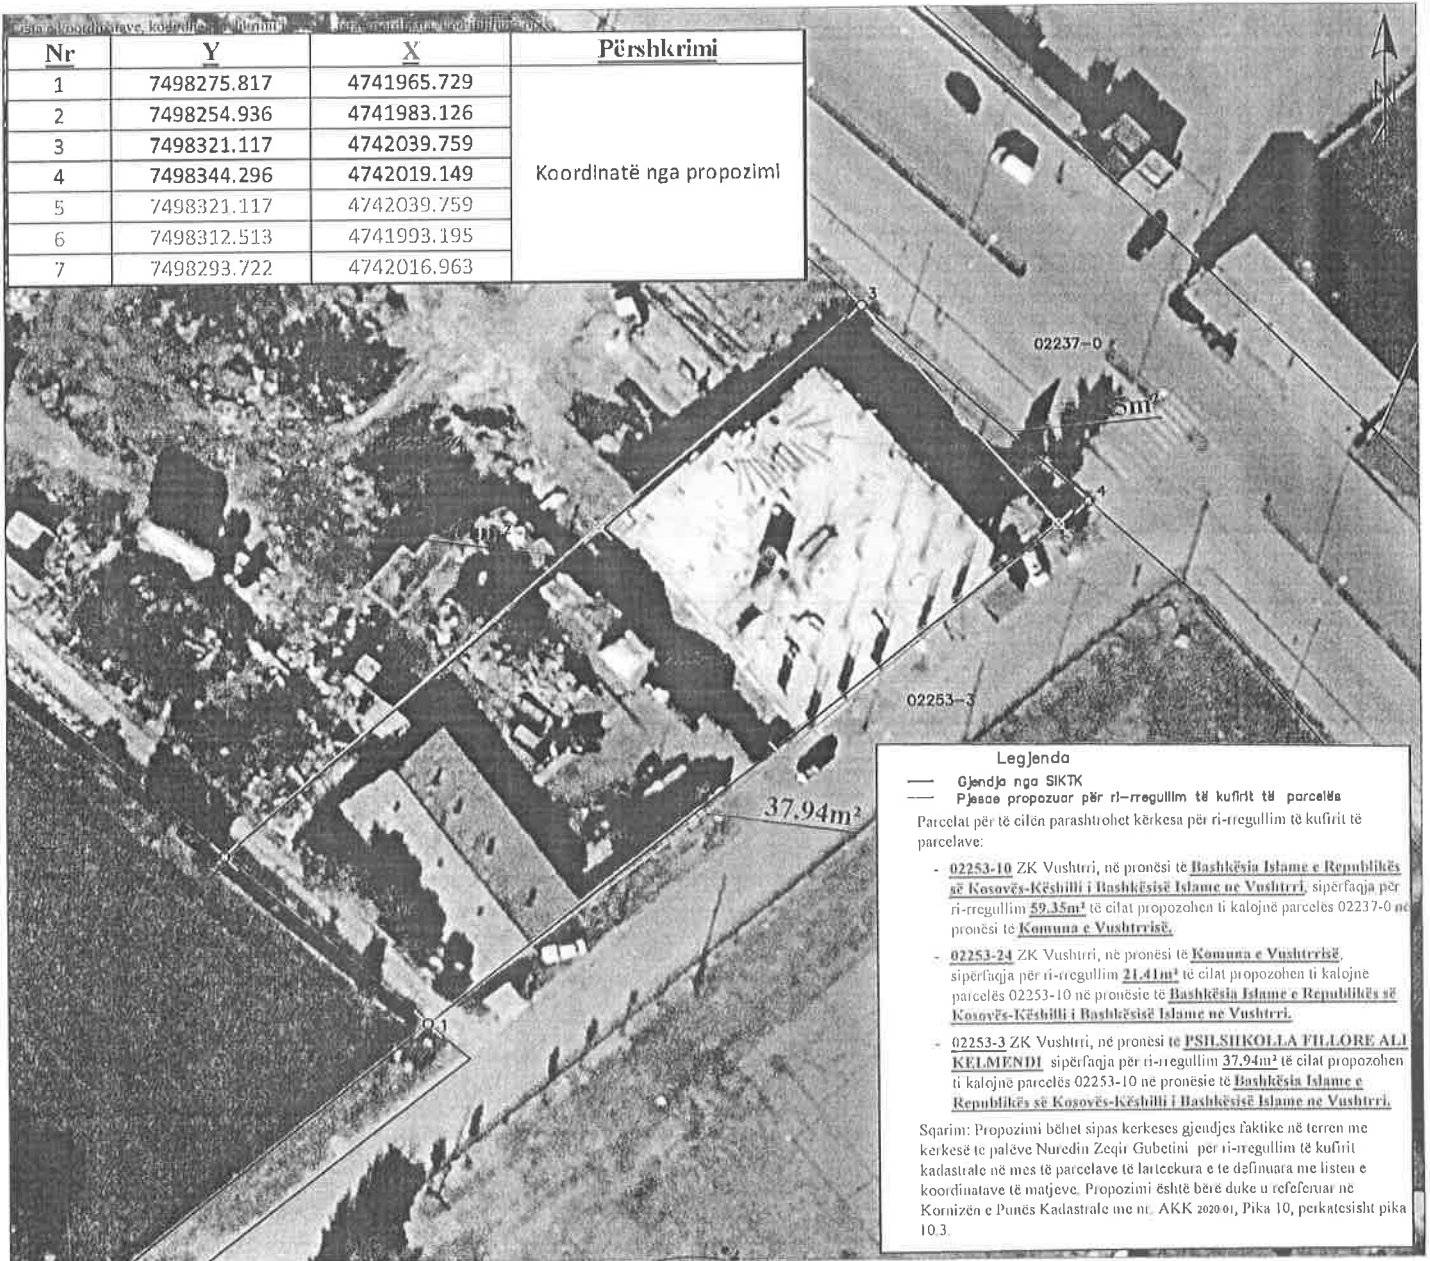 Nr Y X Përshkrimi
1 7498275.817 4741965.729
2 7498254.936 4741983.126
3 7498321.117 4742039.759
4 7498344.296 4742019.149
Koordinatë nga propozimi
5 7498321.117 4742039.759
6 7498312.513 4741993.195
7 7498293.722 4742016.963
N
3
02237-0
5m²
4
m²
02253-3
37.94m²
1
Legjenda
Gjendja nga SIKTK
Pjesae propozuar për ri-rregullim të kufirit të parcelës
Parcelat për të cilën parashtrohet kërkesa për ri-rregullim të kufirit të
parcelave:
- 02253-10 ZK Vushtrri, në pronësi të Bashkësia Islame e Republikës
së Kosovës-Këshilli i Bashkësisë Islame ne Vushtrri, sipërfaqja për
ri-rregullim 59.35m² të cilat propozohen ti kalojnë parcelës 02237-0 në
pronësi të Komuna e Vushtrrisë.
- 02253-24 ZK Vushtrri, në pronësi të Komuna e Vushtrrisë,
sipërfaqja për ri-rregullim 21.41m² të cilat propozohen ti kalojnë
parcelës 02253-10 në pronësie të Bashkësia Islame e Republikës së
Kosovës-Këshilli i Bashkësisë Islame ne Vushtrri.
- 02253-3 ZK Vushtrri, në pronësi te PSH.SHKOLLA FILLORE ALI
KELMENDI sipërfaqja për ri-rregullim 37.94m² të cilat propozohen
ti kalojnë parcelës 02253-10 në pronësie të Bashkësia Islame e
Republikës së Kosovës-Këshilli i Bashkësisë Islame ne Vushtrri.
Sqarim: Propozimi bëhet sipas kerkeses gjendjes faktike në terren me
kerkesë te palëve Nuredin Zeqir Gubetini për ri-rregullim të kufirit
kadastrale në mes të parcelave të lartcekura e te definuara me listen e
koordinatave të matjeve. Propozimi është bërë duke u refeferuar në
Kornizën e Punës Kadastrale me nr. AKK 2020/01, Pika 10, perkatesisht pika
10.3.